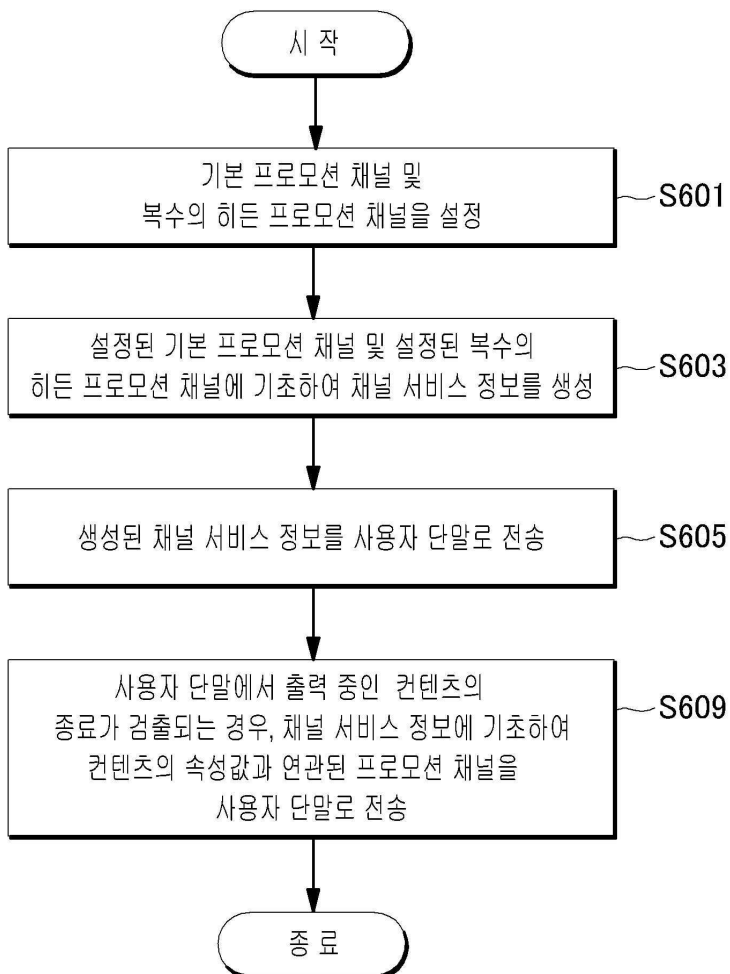 시 작
기본 프로모션 채널 및
복수의 히든 프로모션 채널을 설정
S601
설정된 기본 프로모션 채널 및 설정된 복수의
히든 프로모션 채널에 기초하여 채널 서비스 정보를 생성
S603
생성된 채널 서비스 정보를 사용자 단말로 전송
S605
사용자 단말에서 출력 중인 컨텐츠의
종료가 검출되는 경우, 채널 서비스 정보에 기초하여
컨텐츠의 속성값과 연관된 프로모션 채널을
사용자 단말로 전송
S609
종 료